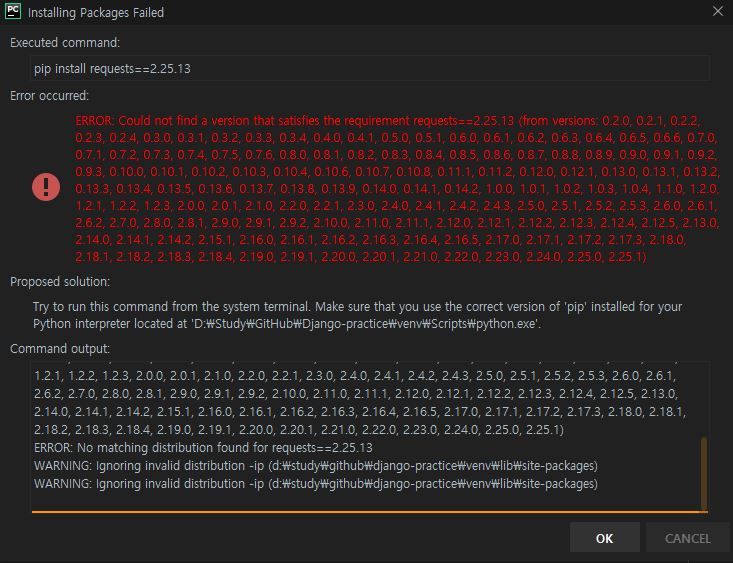 PC
Installing Packages Failed
Executed command:
pip install requests==2.25.13
Error occurred:
ERROR: Could not find a version that satisfies the requirement requests==2.25.13 (from versions: 0.2.0, 0.2.1, 0.2.2,
0.2.3, 0.2.4, 0.3.0, 0.3.1, 0.3.2, 0.3.3, 0.3.4, 0.4.0, 0.4.1, 0.5.0, 0.5.1, 0.6.0, 0.6.1, 0.6.2, 0.6.3, 0.6.4, 0.6.5, 0.6.6, 0.7.0,
0.7.1, 0.7.2, 0.7.3, 0.7.4, 0.7.5, 0.7.6, 0.8.0, 0.8.1, 0.8.2, 0.8.3, 0.8.4, 0.8.5, 0.8.6, 0.8.7, 0.8.8, 0.8.9, 0.9.0, 0.9.1, 0.9.2,
0.9.3, 0.10.0, 0.10.1, 0.10.2, 0.10.3, 0.10.4, 0.10.6, 0.10.7, 0.10.8, 0.11.1, 0.11.2, 0.12.0, 0.12.1, 0.13.0, 0.13.1, 0.13.2,
0.13.3, 0.13.4, 0.13.5, 0.13.6, 0.13.7, 0.13.8, 0.13.9, 0.14.0, 0.14.1, 0.14.2, 1.0.0, 1.0.1, 1.0.2, 1.0.3, 1.0.4, 1.1.0, 1.2.0,
1.2.1, 1.2.2, 1.2.3, 2.0.0, 2.0.1, 2.1.0, 2.2.0, 2.2.1, 2.3.0, 2.4.0, 2.4.1, 2.4.2, 2.4.3, 2.5.0, 2.5.1, 2.5.2, 2.5.3, 2.6.0, 2.6.1,
2.6.2, 2.7.0, 2.8.0, 2.8.1, 2.9.0, 2.9.1, 2.9.2, 2.10.0, 2.11.0, 2.11.1, 2.12.0, 2.12.1, 2.12.2, 2.12.3, 2.12.4, 2.12.5, 2.13.0,
2.14.0, 2.14.1, 2.14.2, 2.15.1, 2.16.0, 2.16.1, 2.16.2, 2.16.3, 2.16.4, 2.16.5, 2.17.0, 2.17.1, 2.17.2, 2.17.3, 2.18.0,
2.18.1, 2.18.2, 2.18.3, 2.18.4, 2.19.0, 2.19.1, 2.20.0, 2.20.1, 2.21.0, 2.22.0, 2.23.0, 2.24.0, 2.25.0, 2.25.1)
Proposed solution:
Try to run this command from the system terminal. Make sure that you use the correct version of 'pip' installed for your
Python interpreter located at 'D:₩Study₩GitHub₩Django-practice₩venv₩Scripts₩python.exe'.
Command output:
1.2.1, 1.2.2, 1.2.3, 2.0.0, 2.0.1, 2.1.0, 2.2.0, 2.2.1, 2.3.0, 2.4.0, 2.4.1, 2.4.2, 2.4.3, 2.5.0, 2.5.1, 2.5.2, 2.5.3, 2.6.0, 2.6.1,
2.6.2, 2.7.0, 2.8.0, 2.8.1, 2.9.0, 2.9.1, 2.9.2, 2.10.0, 2.11.0, 2.11.1, 2.12.0, 2.12.1, 2.12.2, 2.12.3, 2.12.4, 2.12.5, 2.13.0,
2.14.0, 2.14.1, 2.14.2, 2.15.1, 2.16.0, 2.16.1, 2.16.2, 2.16.3, 2.16.4, 2.16.5, 2.17.0, 2.17.1, 2.17.2, 2.17.3, 2.18.0, 2.18.1,
2.18.2, 2.18.3, 2.18.4, 2.19.0, 2.19.1, 2.20.0, 2.20.1, 2.21.0, 2.22.0, 2.23.0, 2.24.0, 2.25.0, 2.25.1)
ERROR: No matching distribution found for requests==2.25.13
WARNING: Ignoring invalid distribution -ip (d:₩study₩github₩django-practice₩venv₩lib₩site-packages)
WARNING: Ignoring invalid distribution -ip (d:₩study₩github₩django-practice₩venv₩lib₩site-packages)
OK
CANCEL